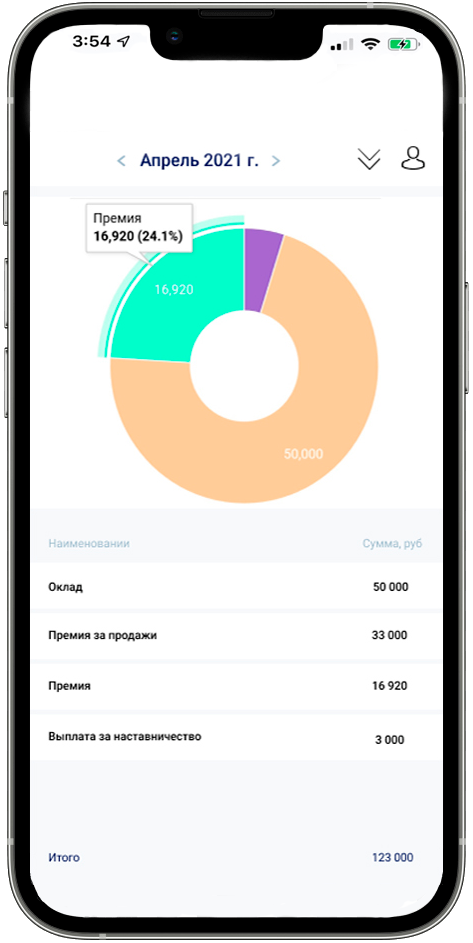 3:54
Апрель 2021 г.
Премия
16,920 (24.1%)
16,920
50,000
Наименовании Сумма, руб
Оклад 50 000
Премия за продажи 33 000
Премия 16 920
Выплата за наставничество 3 000
Итого 123 000